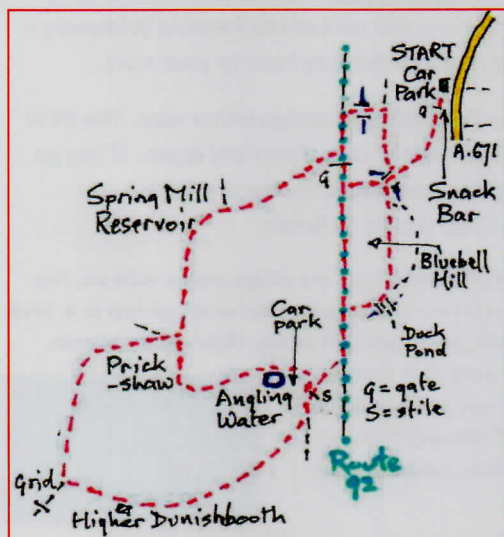 START
Car
Park
g
A.671
Snack
Bar
g
Spring Mill
Reservoir
Bluebell
Mill
Car
park
Dock
Pond
Prick
-shaw
Angling
Water
S
G = gate
S = stile
Route
92
Grid
Higher Dunishbooth